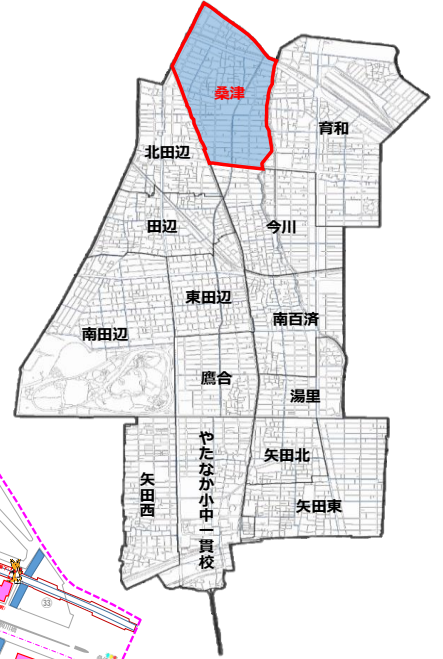 桑津
育和
北田辺
田辺
今川
東田辺
南百済
南田辺
鷹合
湯里
やたなか小中一貫校
矢田北
矢田西
矢田東
33